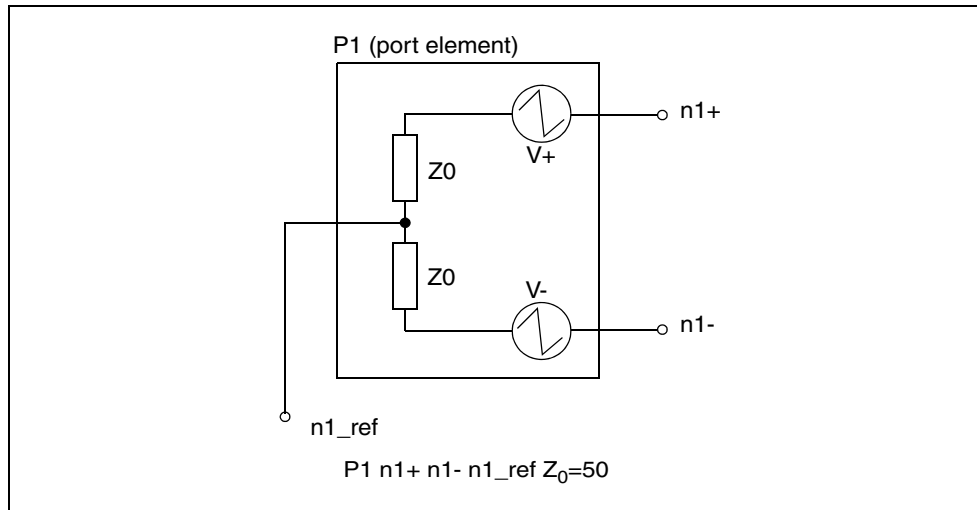 P1 (port element)
n1+
V+
Z0
Z0
V-
n1-
n1_ref
P1 n1+ n1- n1_ref Z₀=50